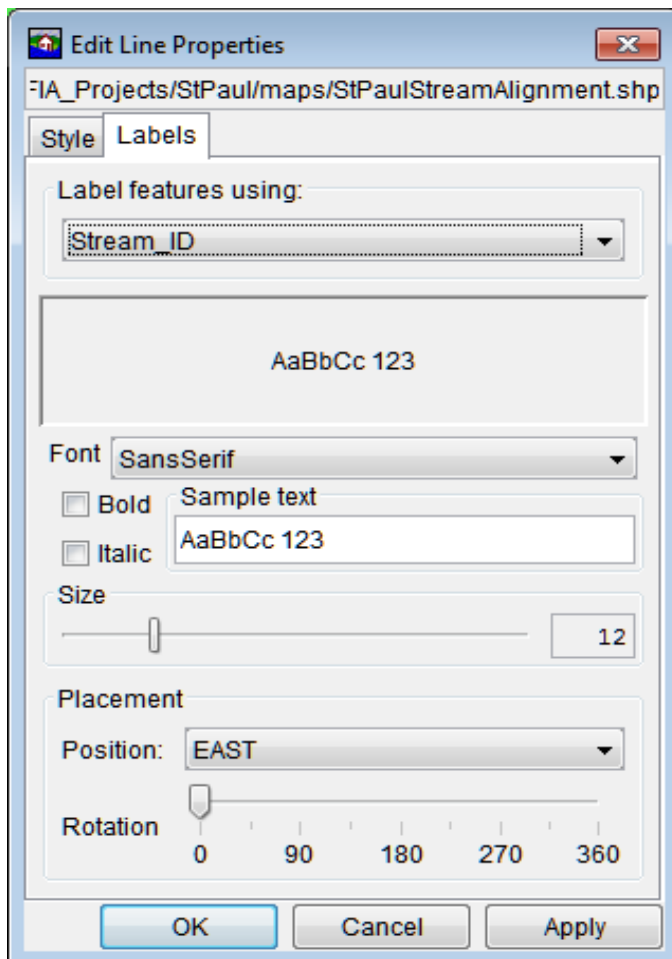 Edit Line Properties
FIA_Projects/StPaul/maps/StPaulStreamAlignment.shp
Style Labels
Label features using:
Stream_ID
AaBbCc 123
Font SansSerif
Bold Sample text
Italic AaBbCc 123
Size
12
Placement
Position: EAST
Rotation
0 90 180 270 360
OK Cancel Apply